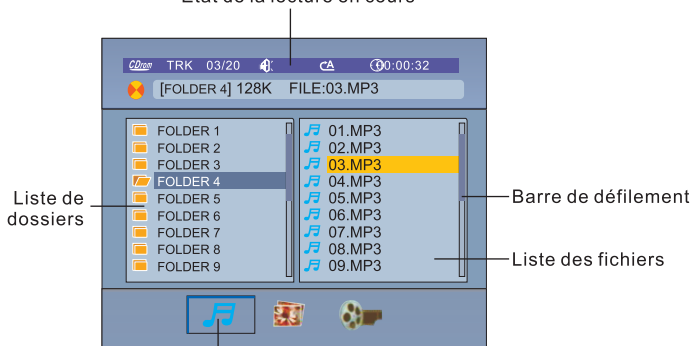 Etat de la lecture en cours
CDrom TRK 03/20 CA 00:00:32
[FOLDER 4] 128K FILE:03.MP3
FOLDER 1
FOLDER 2
FOLDER 3
FOLDER 4
FOLDER 5
FOLDER 6
FOLDER 7
FOLDER 8
FOLDER 9
01.MP3
02.MP3
03.MP3
04.MP3
05.MP3
06.MP3
07.MP3
08.MP3
09.MP3
Liste de
dossiers
Barre de défilement
Liste des fichiers